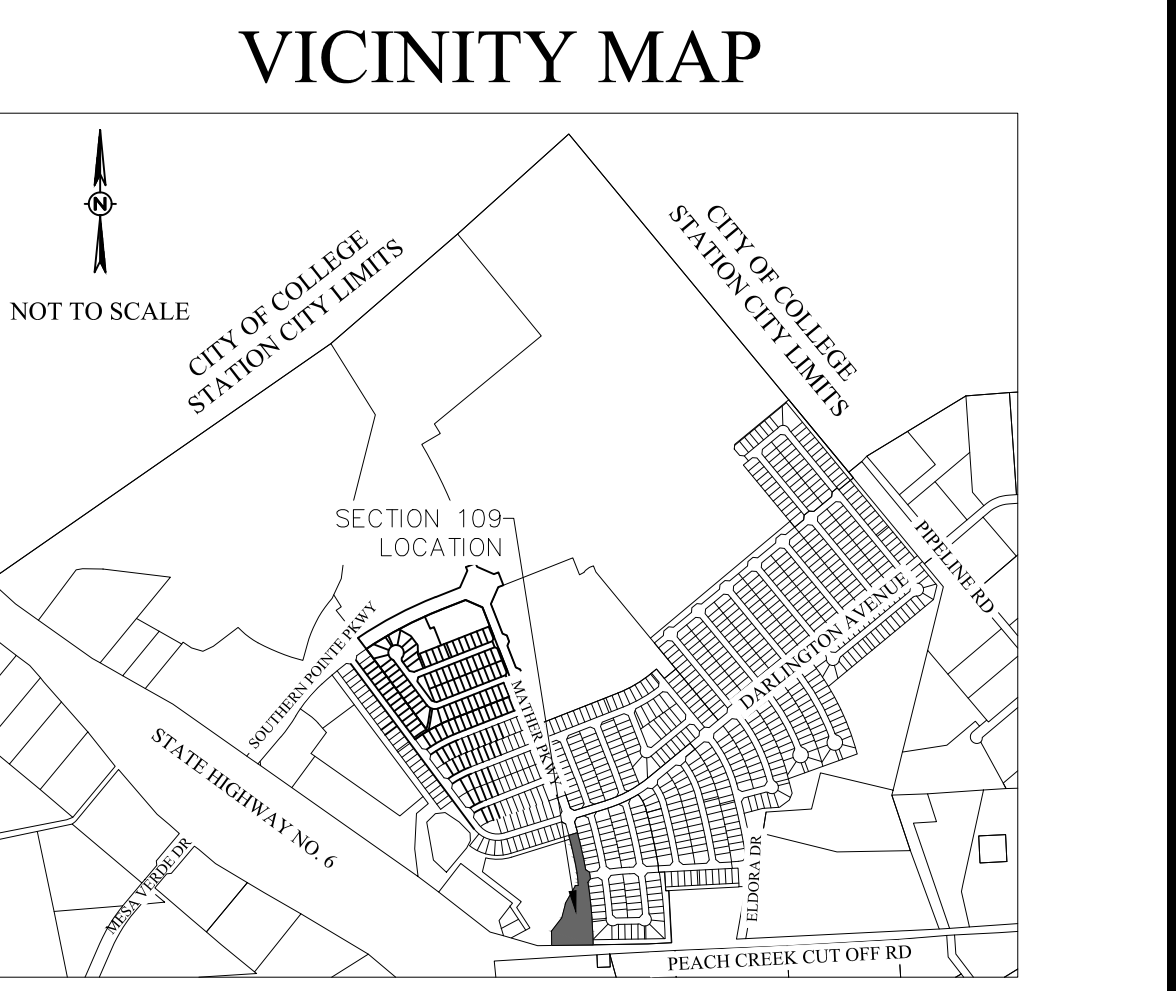 VICINITY MAP
N
NOT TO SCALE
CITY OF COLLEGE
STATION CITY LIMITS
CITY OF COLLEGE
STATION CITY LIMITS
SECTION 109
LOCATION
PIPELINE RD
DARLINGTON AVENUE
SOUTHERN POINTE PKWY
MATHER PKWY
STATE HIGHWAY NO. 6
MESA VERDE DR
ELDORA DR
PEACH CREEK CUT OFF RD